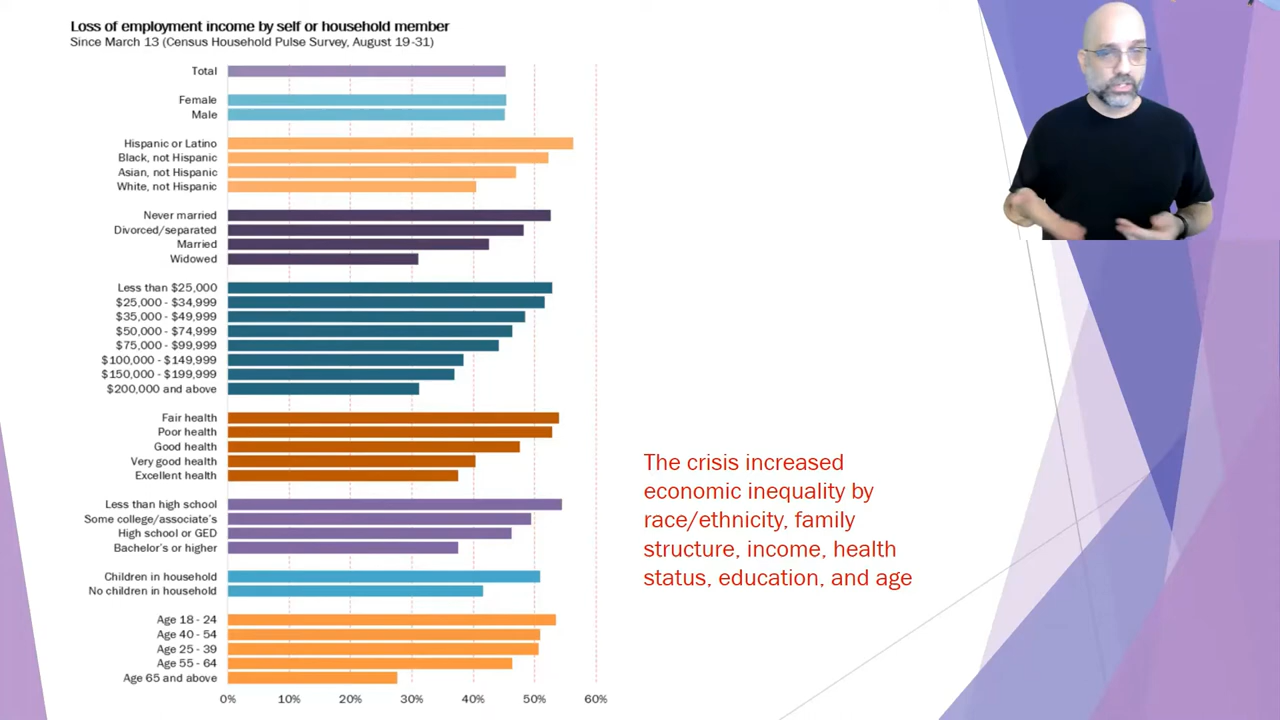 Loss of employment income by self or household member
Since March 13 (Census Household Pulse Survey, August 19-31)
Total
Female
Male
Hispanic or Latino
Black, not Hispanic
Asian, not Hispanic
White, not Hispanic
Never married
Divorced/separated
Married
Widowed
Less than $25,000
$25,000 - $34,999
$35,000 - $49,999
$50,000 - $74,999
$75,000 - $99,999
$100,000 - $149,999
$150,000 - $199,999
$200,000 and above
Fair health
Poor health
Good health
Very good health
Excellent health
Less than high school
Some college/associate's
High school or GED
Bachelor's or higher
Children in household
No children in household
Age 18 - 24
Age 40 - 54
Age 25 - 39
Age 55 - 64
Age 65 and above
0% 10% 20% 30% 40% 50% 60%
The crisis increased
economic inequality by
race/ethnicity, family
structure, income, health
status, education, and age